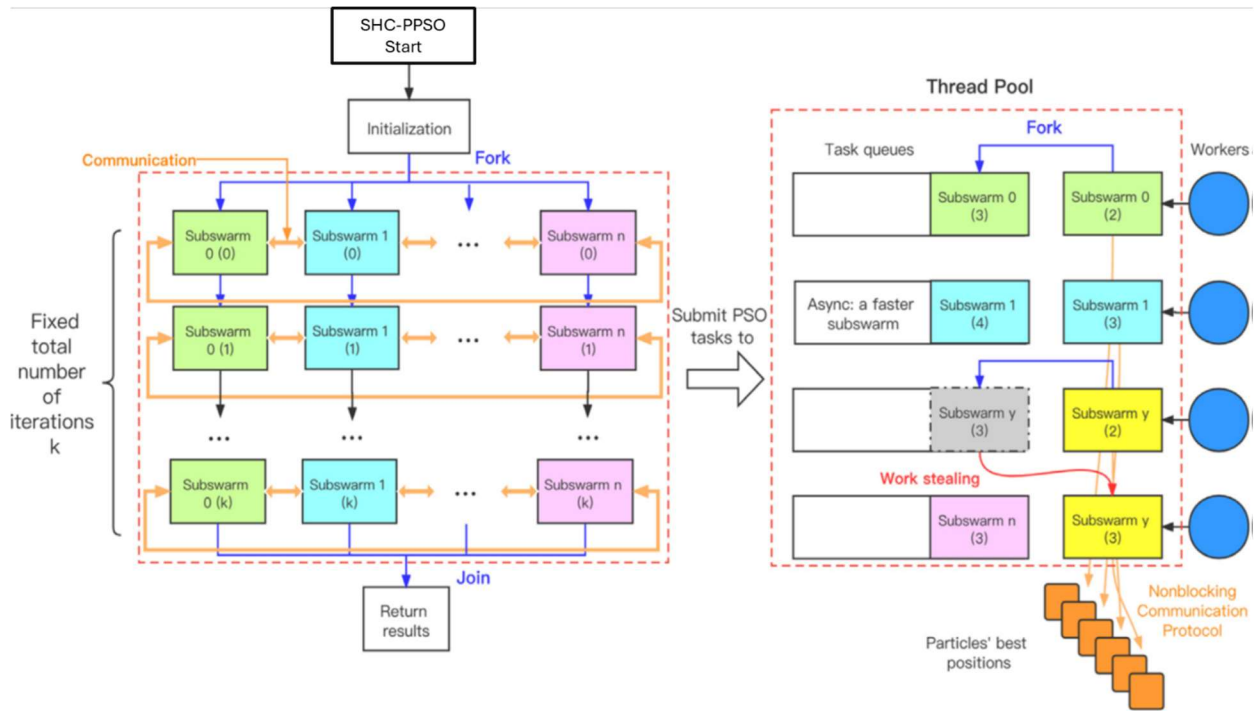 SHC-PPSO
Start
Initialization
Communication
Fork
Subswarm
0 (0)
Subswarm 1
(0)
...
Subswarm n
(0)
Subswarm
0 (1)
Subswarm 1
(1)
...
Subswarm n
(1)
...
...
...
Subswarm
0 (k)
Subswarm 1
(k)
...
Subswarm n
(k)
Fixed
total
number
of
iterations
k
Join
Return
results
Submit PSO
tasks to
Thread Pool
Fork
Task queues
Workers
Subswarm 0
(3)
Subswarm 0
(2)
Async: a faster
subswarm
Subswarm 1
(4)
Subswarm 1
(3)
Subswarm y
(3)
Subswarm y
(2)
Work stealing
Subswarm n
(3)
Subswarm y
(3)
Nonblocking
Communication
Protocol
Particles' best
positions